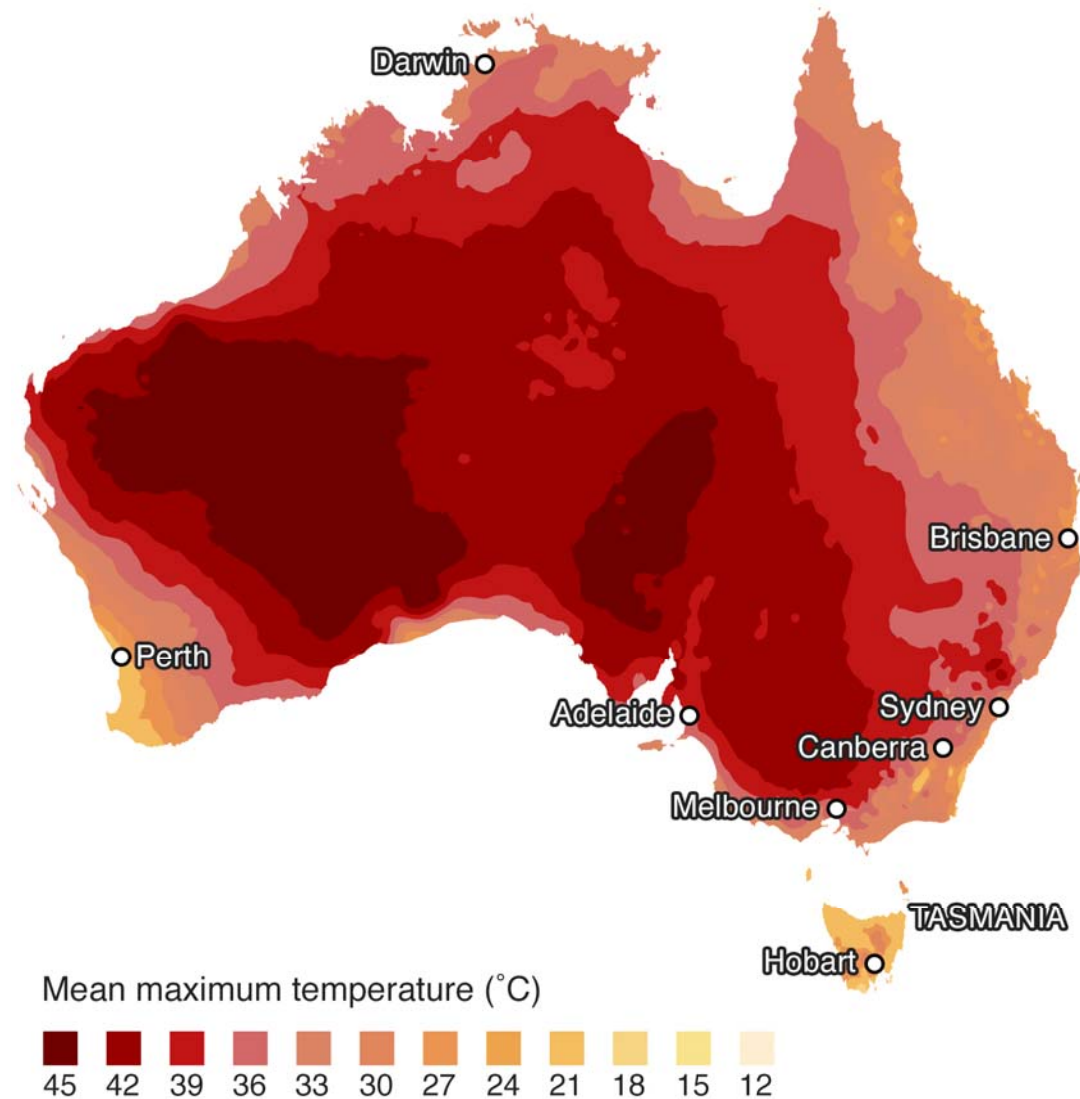 Darwin
Brisbane
Perth
Adelaide
Sydney
Canberra
Melbourne
TASMANIA
Hobart
Mean maximum temperature (˚C)
45 42 39 36 33 30 27 24 21 18 15 12